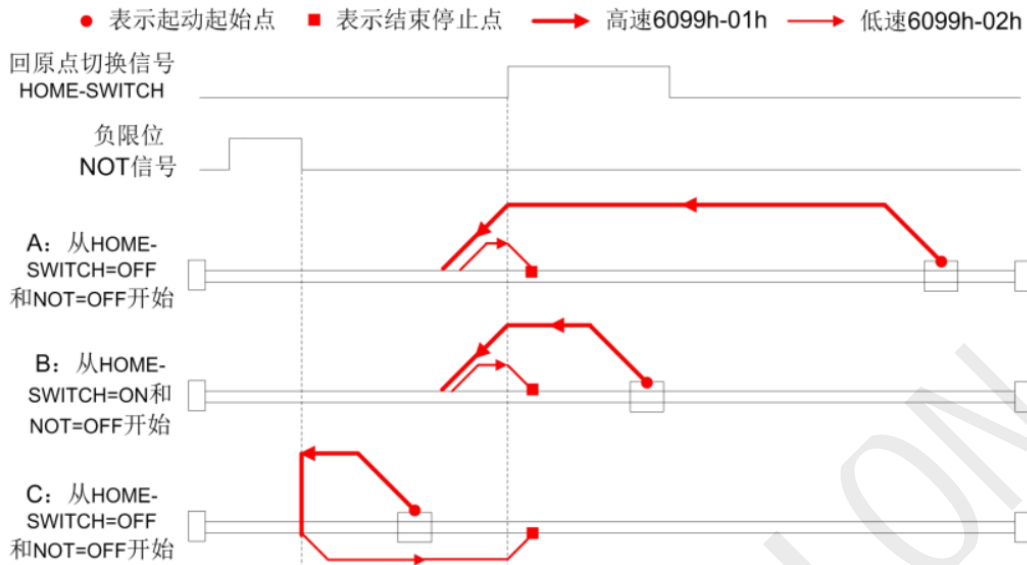 表示起动起始点 表示结束停止点 高速6099h-01h 低速6099h-02h
回原点切换信号
HOME-SWITCH
负限位
NOT信号
A：从HOME-
SWITCH=OFF
和NOT=OFF开始
B：从HOME-
SWITCH=ON和
NOT=OFF开始
C：从HOME-
SWITCH=OFF
和NOT=OFF开始